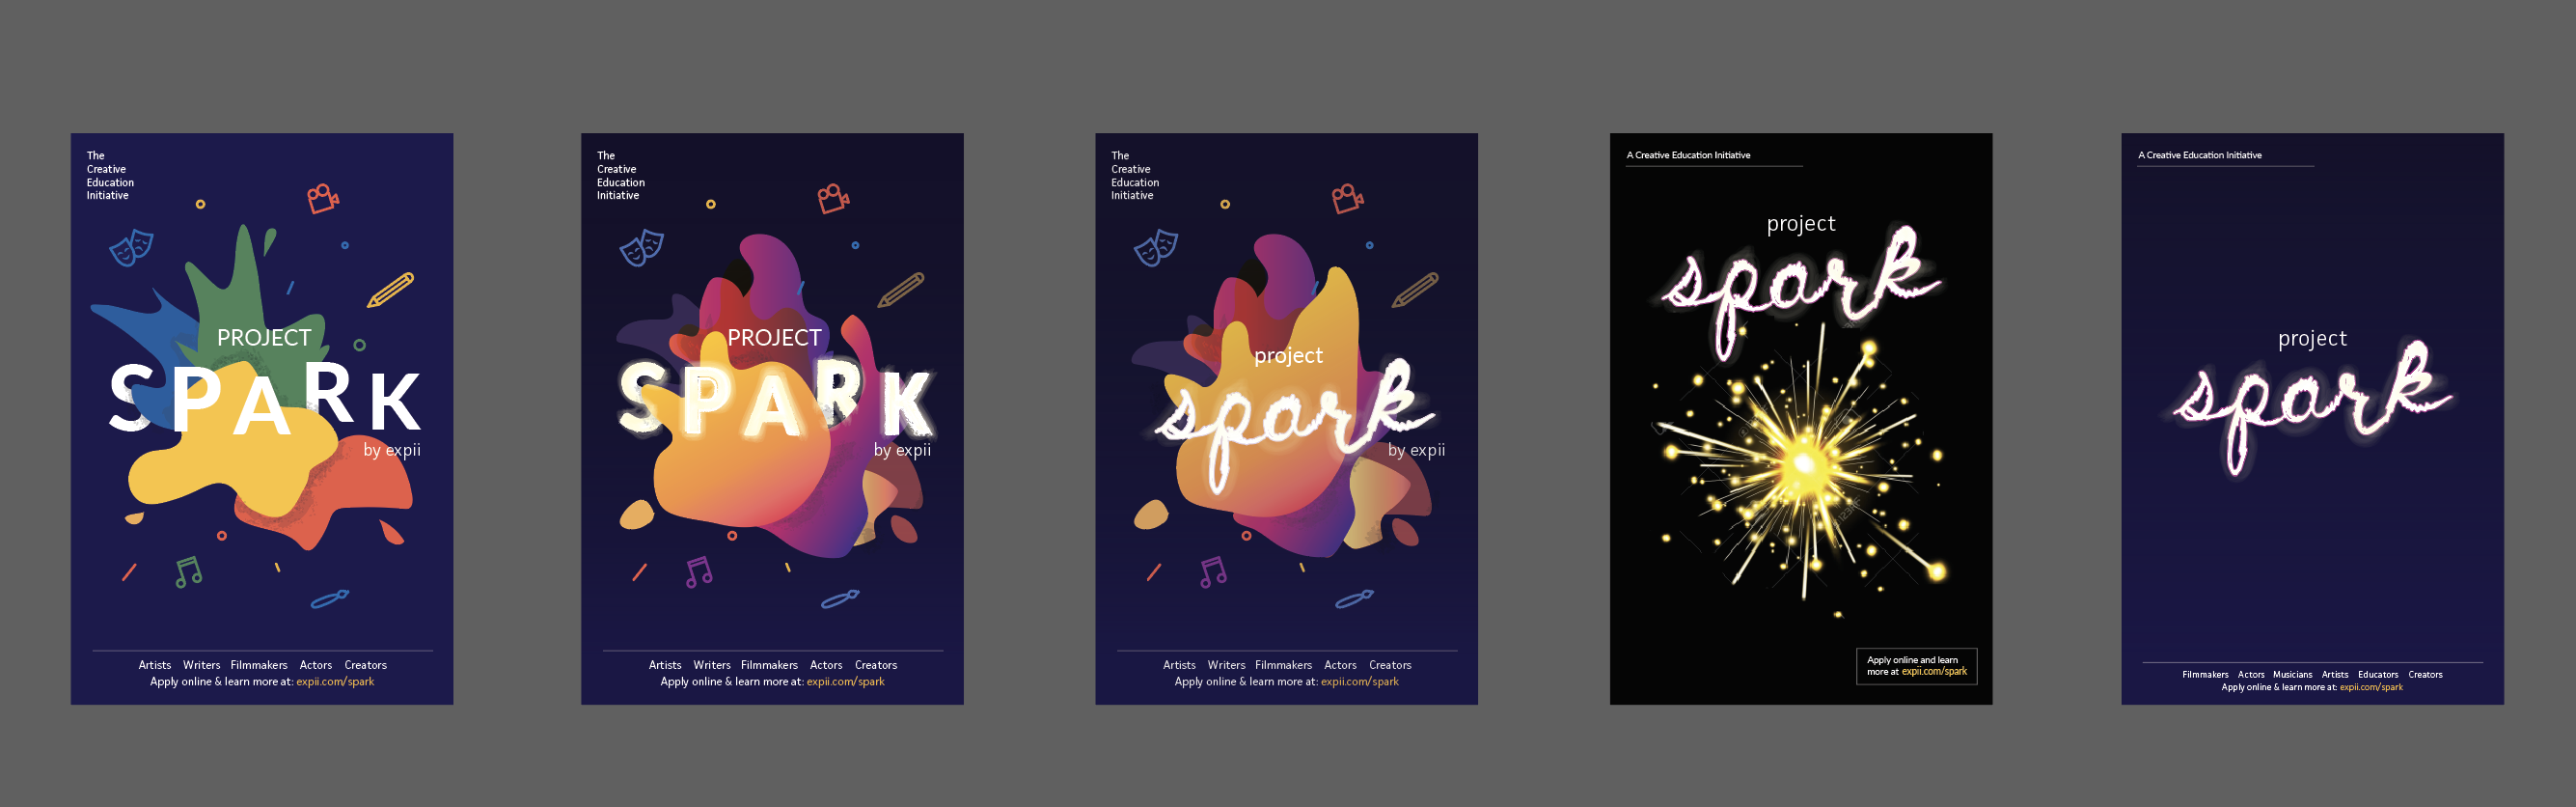 The
Creative
Education
Initiative
PROJECT
SPARK
by expii
Artists Writers Filmmakers Actors Creators
Apply online & learn more at: expii.com/spark
The
Creative
Education
Initiative
PROJECT
SPARK
by expii
Artists Writers Filmmakers Actors Creators
Apply online & learn more at: expii.com/spark
The
Creative
Education
Initiative
project
spark
by expii
Artists Writers Filmmakers Actors Creators
Apply online & learn more at: expii.com/spark
A Creative Education Initiative
project
spark
Apply online and learn
more at expii.com/spark
A Creative Education Initiative
project
spark
Filmmakers Actors Musicians Artists Educators Creators
Apply online & learn more at: expii.com/spark